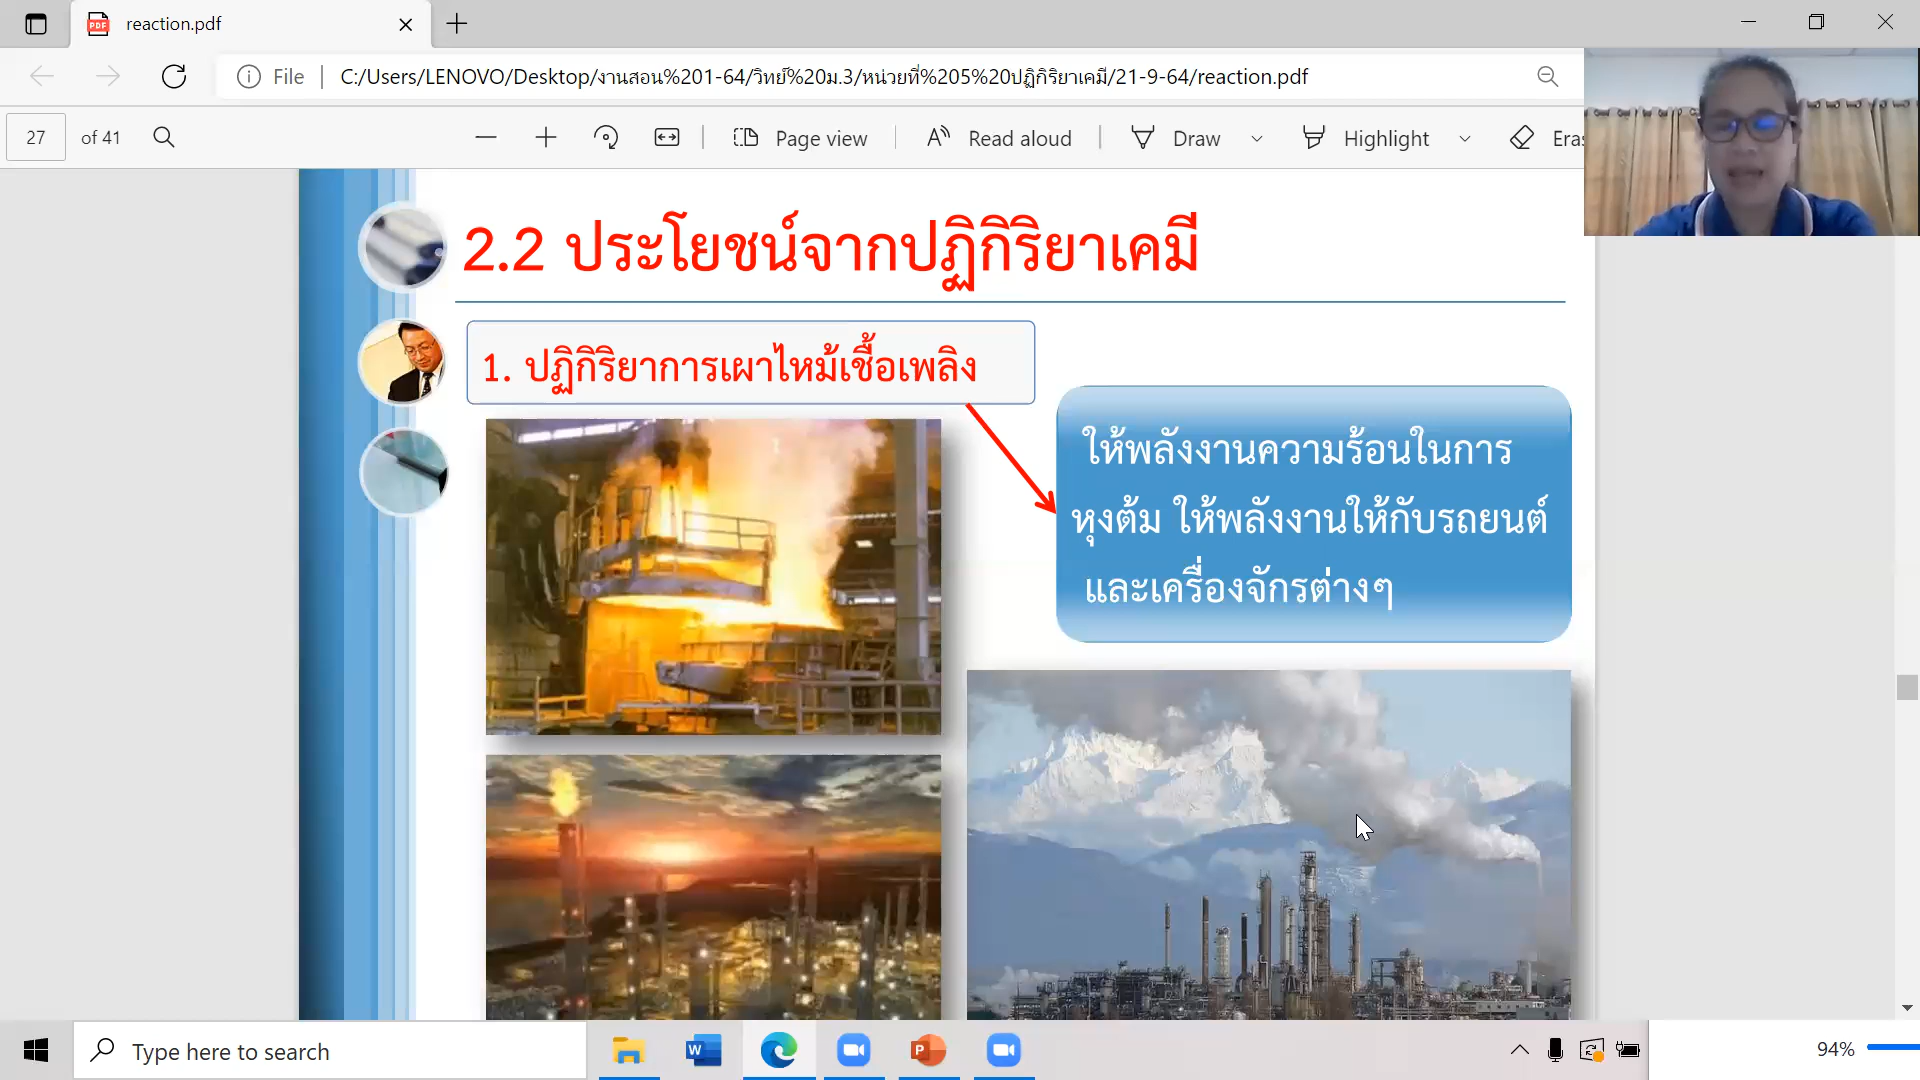 reaction.pdf
File
C:/Users/LENOVO/Desktop/งานสอน%201-64/วิทย์%20ม.3/หน่วยที่%205%20ปฏิกิริยาเคมี/21-9-64/reaction.pdf
27 of 41
Page view
Read aloud
Draw
Highlight
Eras
2.2 ประโยชน์จากปฏิกิริยาเคมี
1. ปฏิกิริยาการเผาไหม้เชื้อเพลิง
ให้พลังงานความร้อนในการ
หุงต้ม ให้พลังงานให้กับรถยนต์
และเครื่องจักรต่างๆ
Type here to search
94%